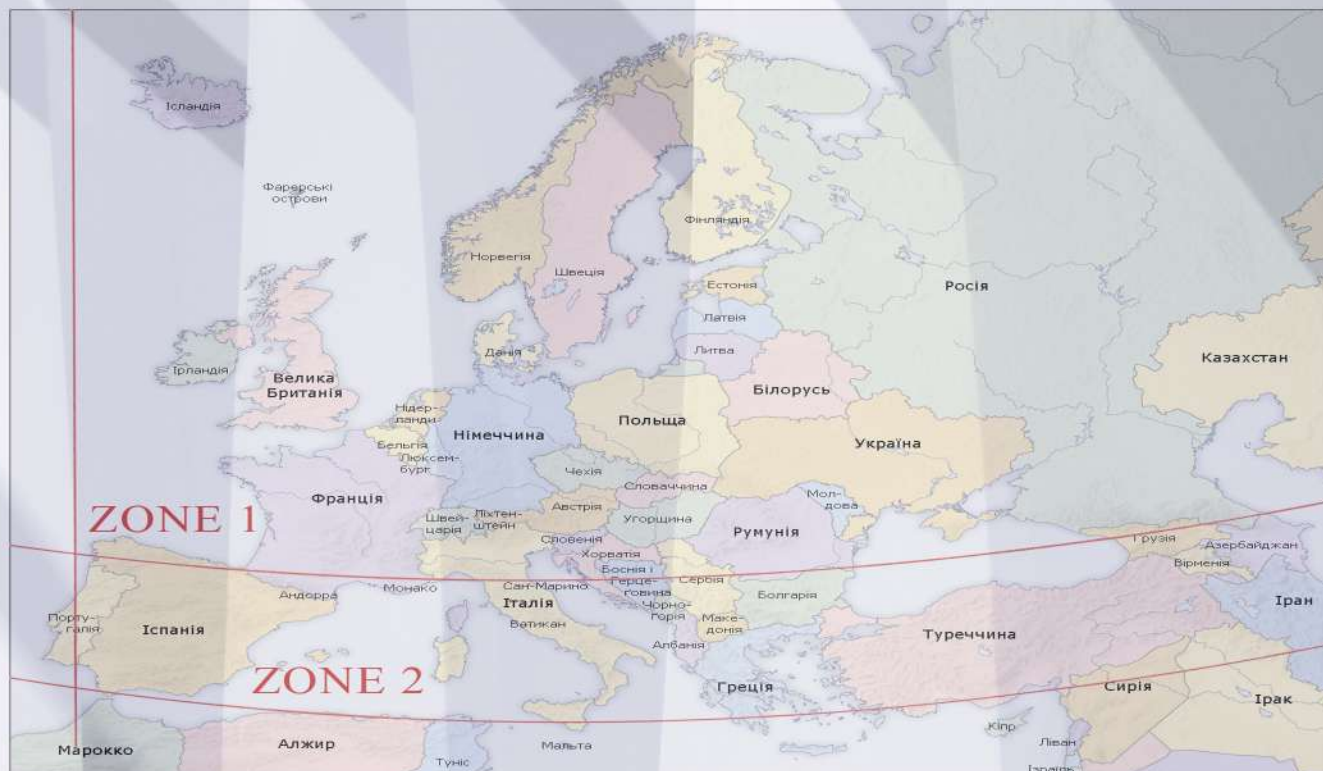 Ісландія
Фарерські
острови
Норвегія
Швеція
Фінляндія
Естонія
Латвія
Литва
Росія
Казахстан
Ірландія
Велика
Британія
Данія
Нідер-
ланди
Бельгія
Люксем-
бург
Німеччина
Польща
Білорусь
Україна
Чехія
Словаччина
Франція
Швей-
царія
Ліхтен-
штейн
Австрія
Угорщина
Румунія
Мол-
дова
ZONE 1
Словенія
Хорватія
Боснія і
Герце-
говина
Сербія
Грузія
Азербайджан
Вірменія
Монако
Сан-Марино
Італія
Ватикан
Чорно-
Горія
Болгарія
Андорра
Порту-
галія
Іспанія
Маке-
донія
Албанія
Туреччина
Іран
ZONE 2
Греція
Сирія
Ірак
Марокко
Алжир
Туніс
Мальта
Кіпр
Ліван
Ізраїль